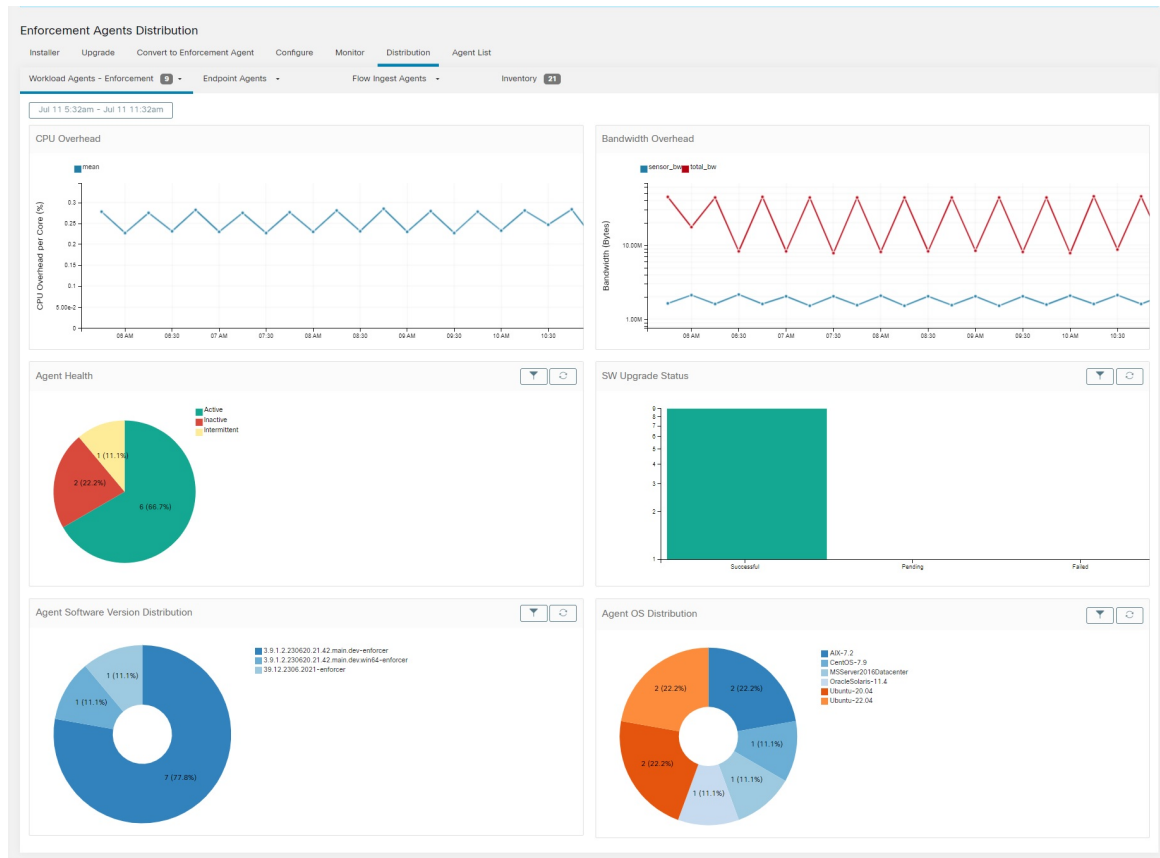 Enforcement Agents Distribution
Installer Upgrade Convert to Enforcement Agent Configure Monitor Distribution Agent List
Workload Agents - Enforcement 9 Endpoint Agents Flow Ingest Agents Inventory 21
Jul 11 5:32am - Jul 11 11:32am
CPU Overhead
mean
CPU Overhead per Core (%)
0.3
0.25
0.2
0.15
0.1
5.00e-2
0
06 AM 06:30 07 AM 07:30 08 AM 08:30 09 AM 09:30 10 AM 10:30
Bandwidth Overhead
sensor_bw total_bw
Bandwidth (Bytes)
10.00M
1.00M
06 AM 06:30 07 AM 07:30 08 AM 08:30 09 AM 09:30 10 AM 10:30
Agent Health
Active
Inactive
Intermittent
1 (11.1%)
2 (22.2%)
6 (66.7%)
SW Upgrade Status
9
8
7
6
5
4
3
2
1
Successful Pending Failed
Agent Software Version Distribution
3.9.1.2.230620.21.42.main.dev-enforcer
3.9.1.2.230620.21.42.main.dev.win64-enforcer
39.12.2306.2021-enforcer
1 (11.1%)
1 (11.1%)
7 (77.8%)
Agent OS Distribution
AIX-7.2
CentOS-7.9
MSServer2016Datacenter
OracleSolaris-11.4
Ubuntu-20.04
Ubuntu-22.04
2 (22.2%) 2 (22.2%)
1 (11.1%)
2 (22.2%)
1 (11.1%)
1 (11.1%)